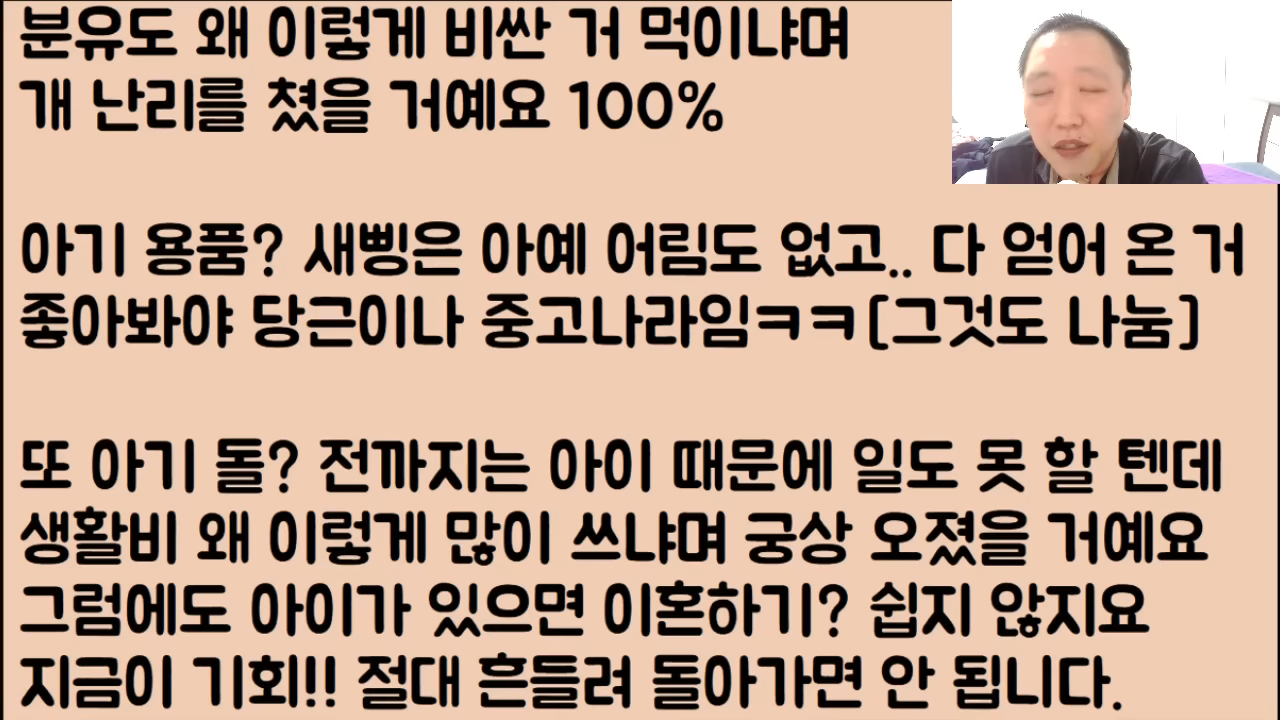 분유도 왜 이렇게 비싼 거 먹이냐며
개 난리를 쳤을 거예요 100%
아기 용품? 새삥은 아예 어림도 없고.. 다 얻어 온 거
좋아봐야 당근이나 중고나라임ㅋㅋ[그것도 나눔]
또 아기 돌? 전까지는 아이 때문에 일도 못 할 텐데
생활비 왜 이렇게 많이 쓰냐며 궁상 오졌을 거예요
그럼에도 아이가 있으면 이혼하기? 쉽지 않지요
지금이 기회!! 절대 흔들려 돌아가면 안 됩니다.